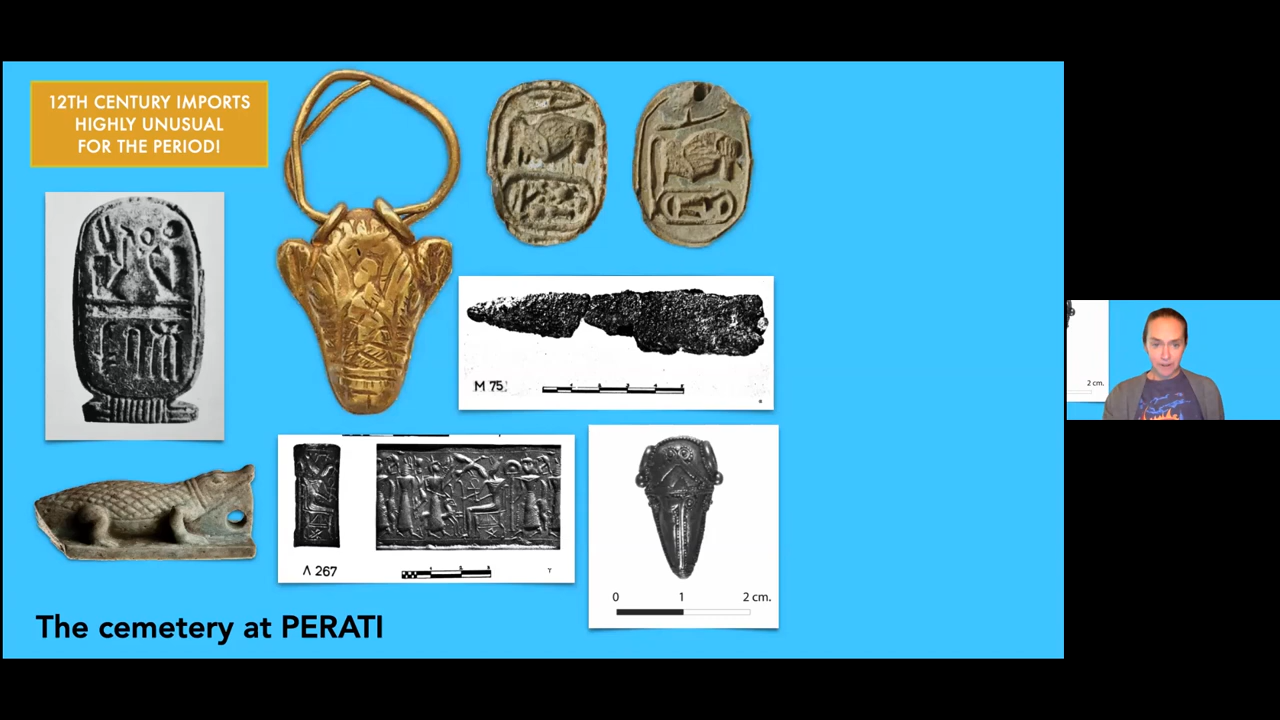 12TH CENTURY IMPORTS
HIGHLY UNUSUAL
FOR THE PERIOD!
M 75
Λ 267
0 1 2 cm.
2 cm.
The cemetery at PERATI